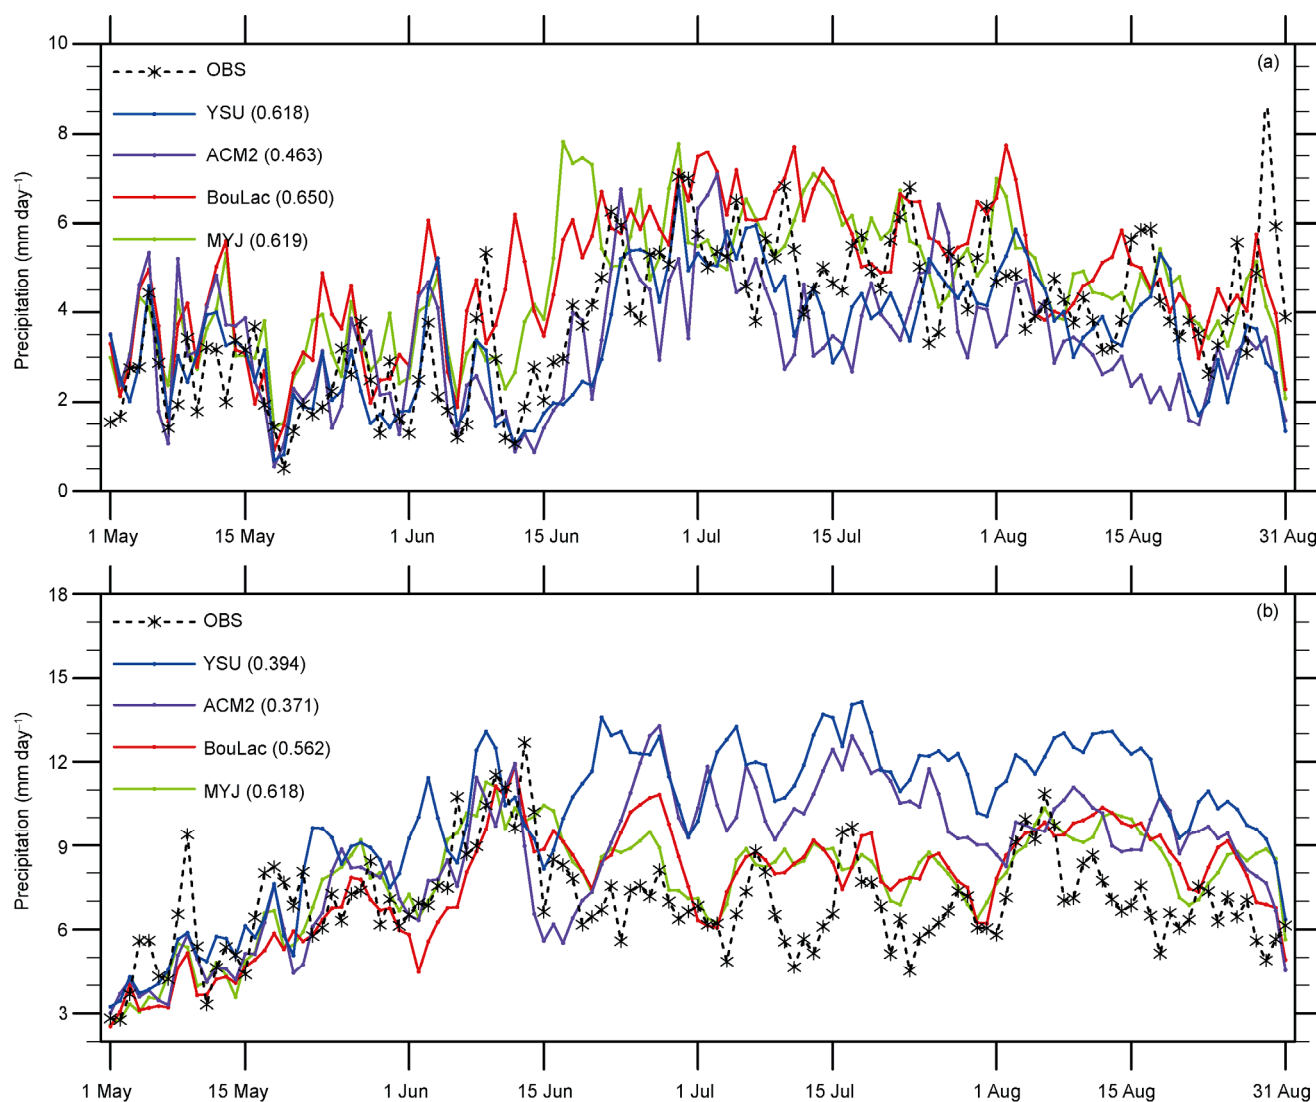 (a)
10
8
6
4
2
0
Precipitation (mm day⁻¹)
OBS
YSU (0.618)
ACM2 (0.463)
BouLac (0.650)
MYJ (0.619)
1 May 15 May 1 Jun 15 Jun 1 Jul 15 Jul 1 Aug 15 Aug 31 Aug
(b)
18
15
12
9
6
3
Precipitation (mm day⁻¹)
OBS
YSU (0.394)
ACM2 (0.371)
BouLac (0.562)
MYJ (0.618)
1 May 15 May 1 Jun 15 Jun 1 Jul 15 Jul 1 Aug 15 Aug 31 Aug